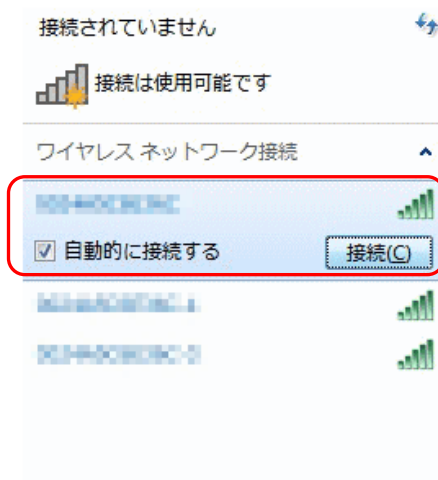 接続されていません
接続は使用可能です
ワイヤレス ネットワーク接続
自動的に接続する
接続(C)